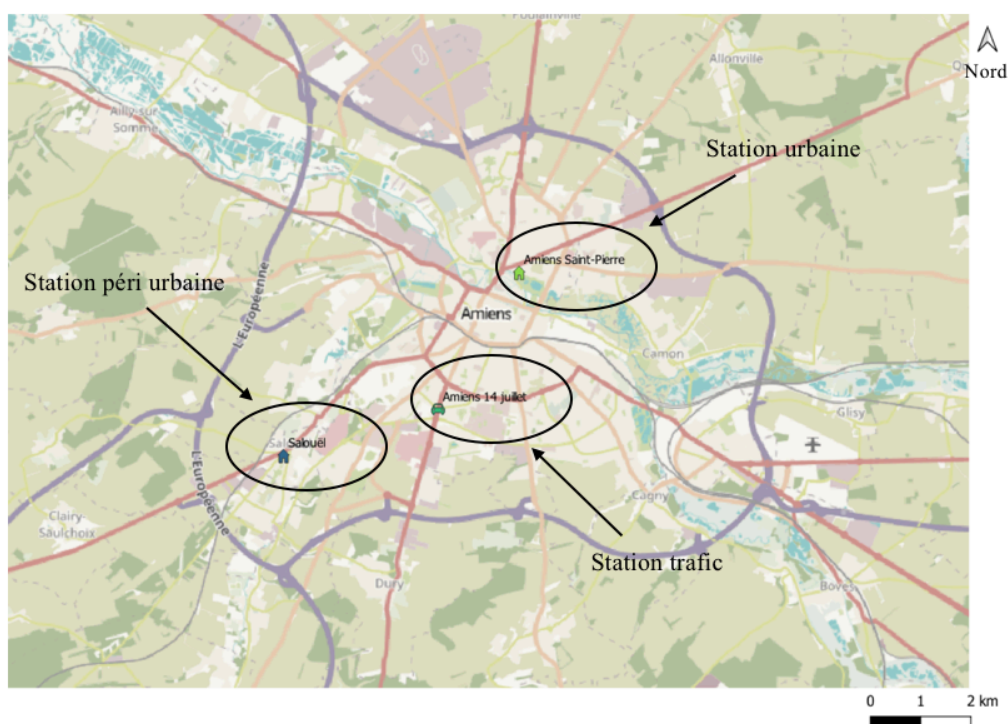 Poulainville
Allonville
Nord
Ailly-sur-
Somme
Station urbaine
Amiens Saint-Pierre
Station péri urbaine
L'Européenne
Amiens
Camon
Amiens 14 juillet
Glisy
Salouël
L'Européenne
Cagny
Clairy-
Saulchoix
Station trafic
Dury
Boves
0 1 2 km